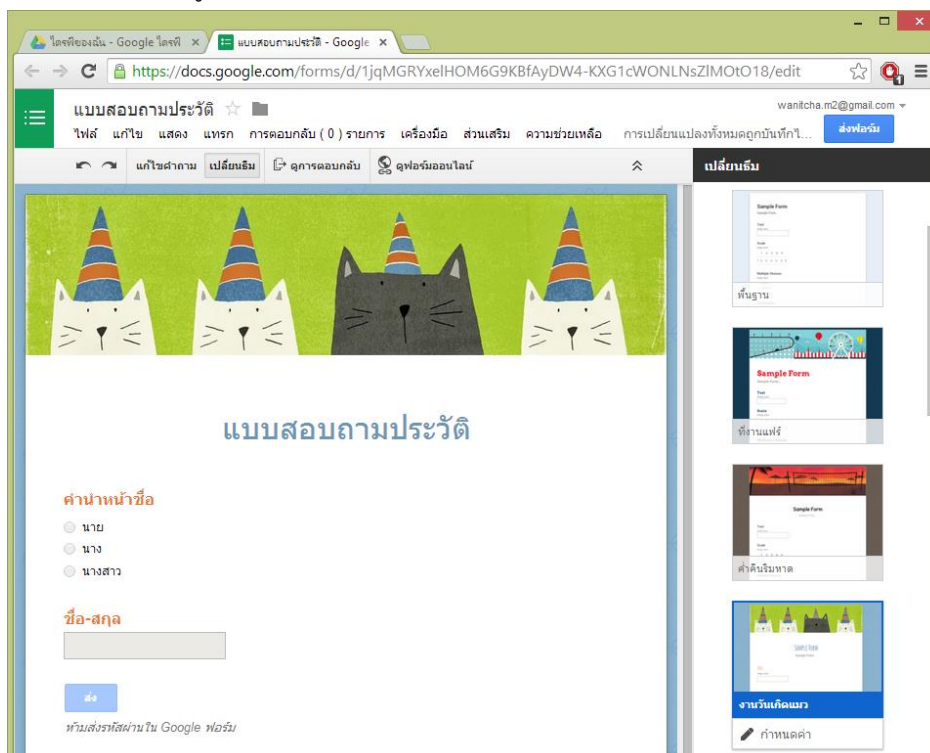 ไดรฟ์ของฉัน - Google ไดรฟ์ ×
แบบสอบถามประวัติ - Google ×
https://docs.google.com/forms/d/1jqMGRYxelHOM6G9KBfAyDW4-KXG1cWONLNsZlMOtO18/edit
แบบสอบถามประวัติ
wanitcha.m2@gmail.com
ไฟล์ แก้ไข แสดง แทรก การตอบกลับ ( 0 ) รายการ เครื่องมือ ส่วนเสริม ความช่วยเหลือ การเปลี่ยนแปลงทั้งหมดถูกบันทึกใ... ส่งฟอร์ม
แก้ไขคำถาม เปลี่ยนธีม ดูการตอบกลับ ดูฟอร์มออนไลน์
เปลี่ยนธีม
แบบสอบถามประวัติ
คำนำหน้าชื่อ
นาย
นาง
นางสาว
ชื่อ-สกุล
ส่ง
ห้ามส่งรหัสผ่านใน Google ฟอร์ม
Sample Form
พื้นฐาน
Sample Form
ที่งานแฟร์
Sample Form
ค่ำคืนริมหาด
SAMPLE FORM
งานวันเกิดแมว
กำหนดค่า